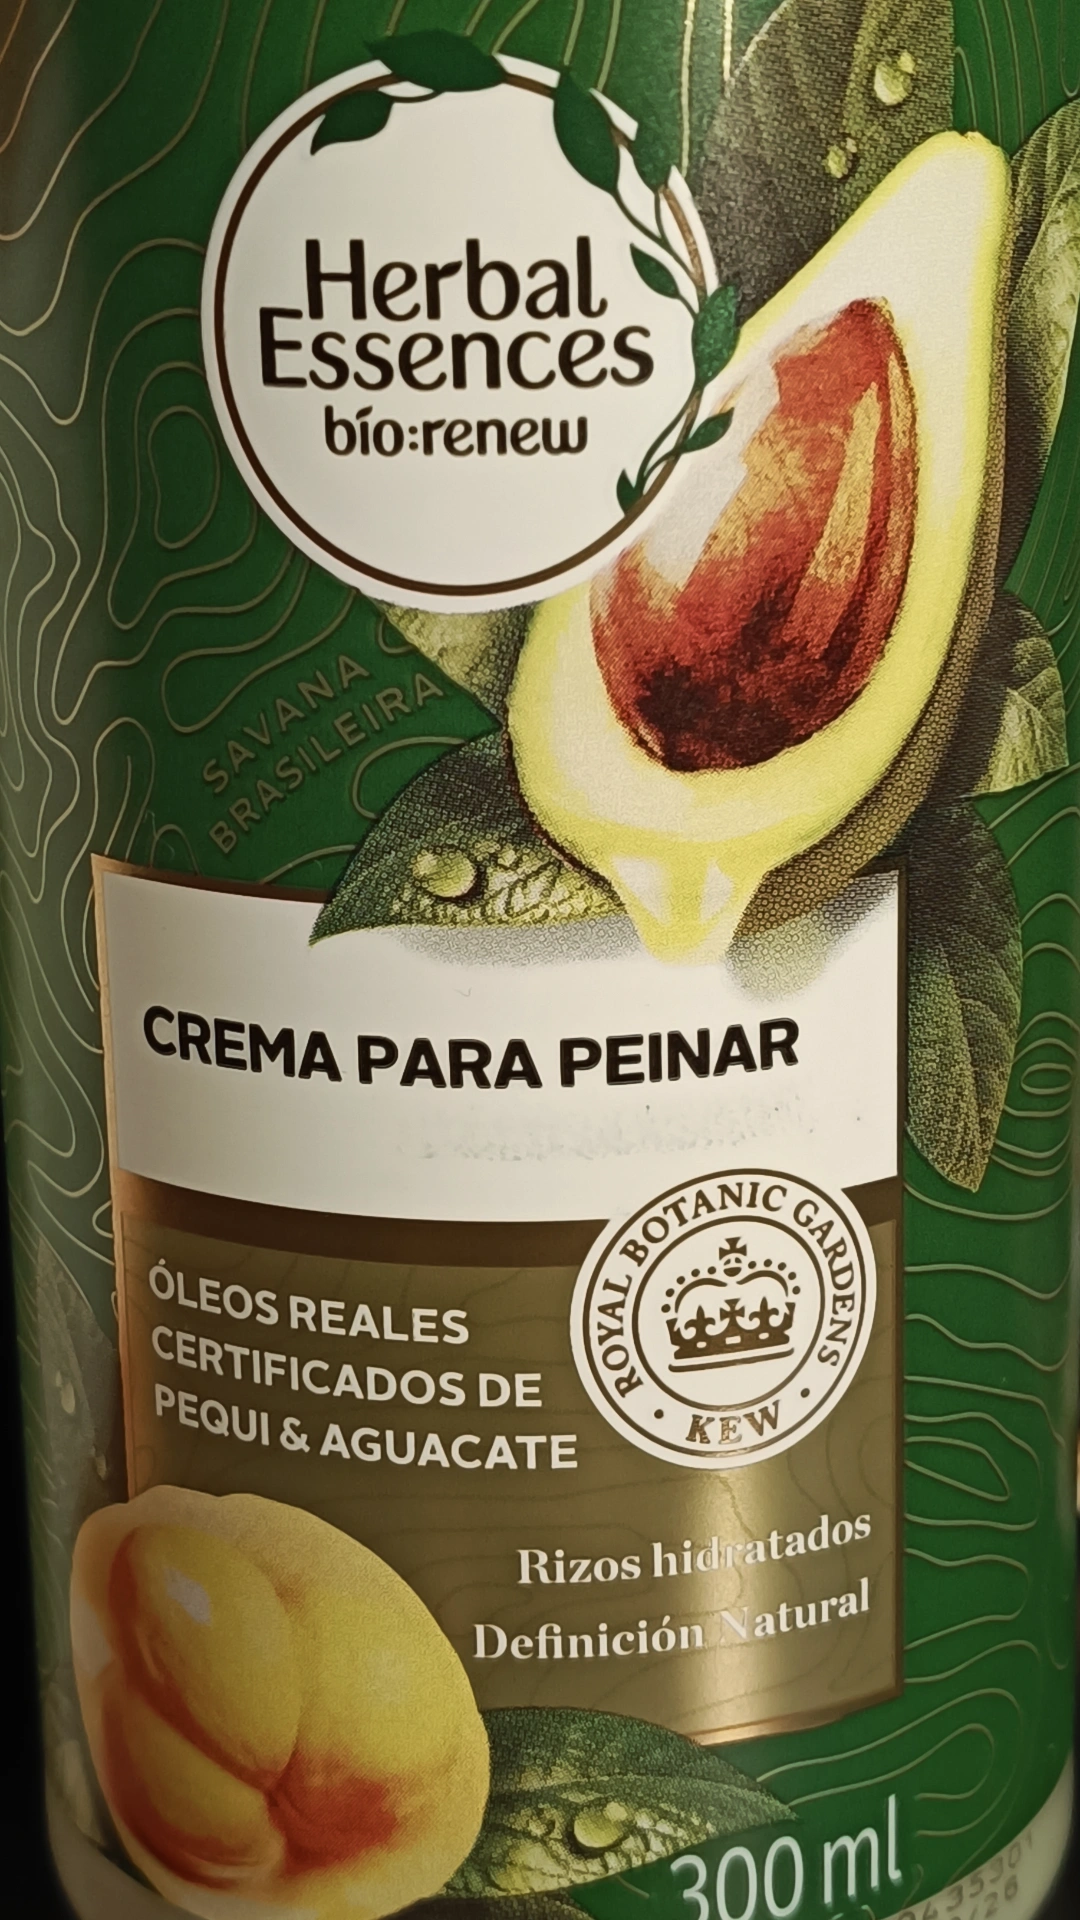 Herbal
Essences
bío:renew
SAVANA
BRASILEIRA
CREMA PARA PEINAR
ÓLEOS REALES
CERTIFICADOS DE
PEQUI & AGUACATE
ROYAL BOTANIC GARDENS
KEW
Rizos hidratados
Definición Natural
300 ml